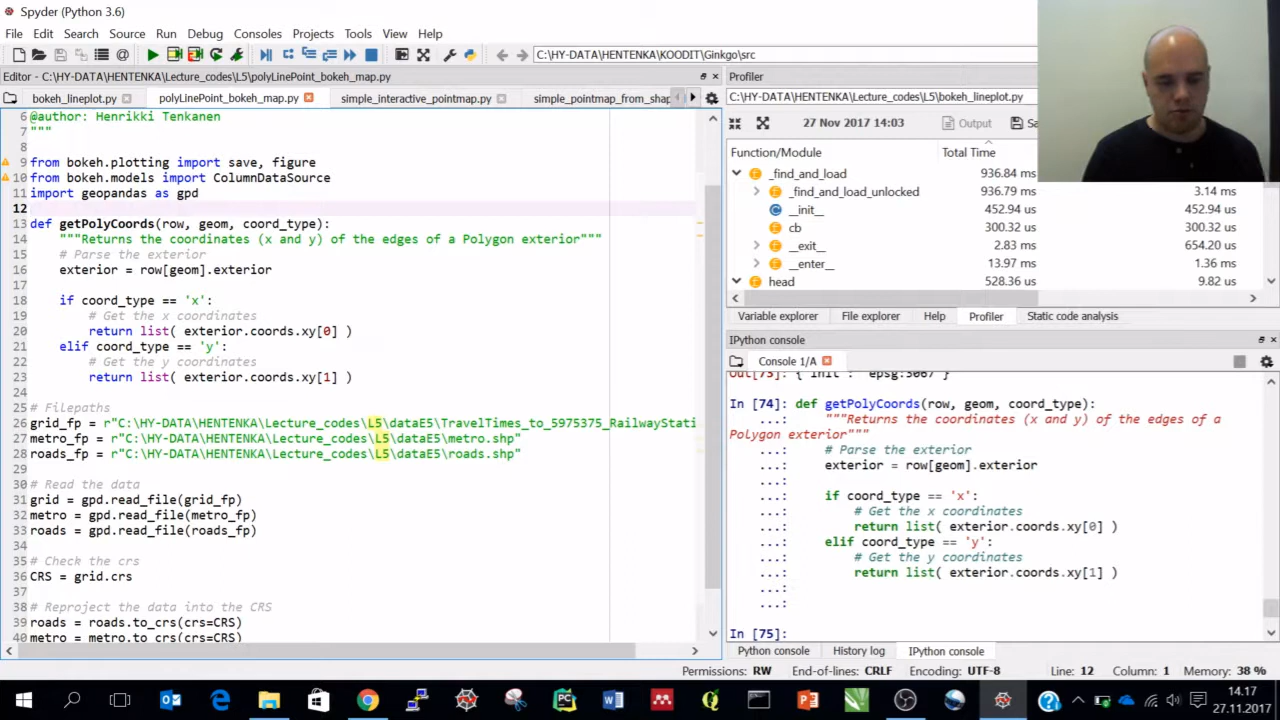 Spyder (Python 3.6)
File Edit Search Source Run Debug Consoles Projects Tools View Help
C:\HY-DATA\HENTENKA\KOODIT\Ginkgo\src
Editor - C:\HY-DATA\HENTENKA\Lecture_codes\L5\polyLinePoint_bokeh_map.py
bokeh_lineplot.py polyLinePoint_bokeh_map.py simple_interactive_pointmap.py simple_pointmap_from_shap
6 @author: Henrikki Tenkanen
7 """
8
9 from bokeh.plotting import save, figure
10 from bokeh.models import ColumnDataSource
11 import geopandas as gpd
12
13 def getPolyCoords(row, geom, coord_type):
14 """Returns the coordinates (x and y) of the edges of a Polygon exterior"""
15 # Parse the exterior
16 exterior = row[geom].exterior
17
18 if coord_type == 'x':
19 # Get the x coordinates
20 return list( exterior.coords.xy[0] )
21 elif coord_type == 'y':
22 # Get the y coordinates
23 return list( exterior.coords.xy[1] )
24
25 # Filepaths
26 grid_fp = r"C:\HY-DATA\HENTENKA\Lecture_codes\L5\dataE5\TravelTimes_to_5975375_RailwayStati
27 metro_fp = r"C:\HY-DATA\HENTENKA\Lecture_codes\L5\dataE5\metro.shp"
28 roads_fp = r"C:\HY-DATA\HENTENKA\Lecture_codes\L5\dataE5\roads.shp"
29
30 # Read the data
31 grid = gpd.read_file(grid_fp)
32 metro = gpd.read_file(metro_fp)
33 roads = gpd.read_file(roads_fp)
34
35 # Check the crs
36 CRS = grid.crs
37
38 # Reproject the data into the CRS
39 roads = roads.to_crs(crs=CRS)
40 metro = metro.to_crs(crs=CRS)
Profiler
C:\HY-DATA\HENTENKA\Lecture_codes\L5\bokeh_lineplot.py
27 Nov 2017 14:03 Output Sa
Function/Module Total Time
_find_and_load 936.84 ms
_find_and_load_unlocked 936.79 ms 3.14 ms
__init__ 452.94 um 452.94 us
cb 300.32 us 300.32 us
__exit__ 2.83 ms 654.20 us
__enter__ 13.97 ms 1.36 ms
head 528.36 us 9.82 us
Variable explorer File explorer Help Profiler Static code analysis
IPython console
Console 1/A
Out[73]: {'init': 'epsg:3067'}
In [74]: def getPolyCoords(row, geom, coord_type):
...: """Returns the coordinates (x and y) of the edges of a
Polygon exterior"""
...: # Parse the exterior
...: exterior = row[geom].exterior
...:
...: if coord_type == 'x':
...: # Get the x coordinates
...: return list( exterior.coords.xy[0] )
...: elif coord_type == 'y':
...: # Get the y coordinates
...: return list( exterior.coords.xy[1] )
...:
...:
In [75]:
Python console History log IPython console
Permissions: RW End-of-lines: CRLF Encoding: UTF-8 Line: 12 Column: 1 Memory: 38 %
14.17
27.11.2017